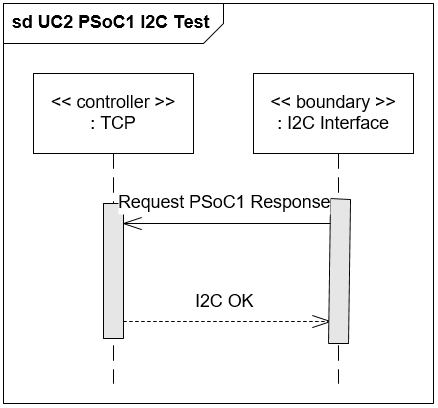 sd UC2 PSoC1 I2C Test
<< controller >>
: TCP
<< boundary >>
: I2C Interface
Request PSoC1 Response
I2C OK